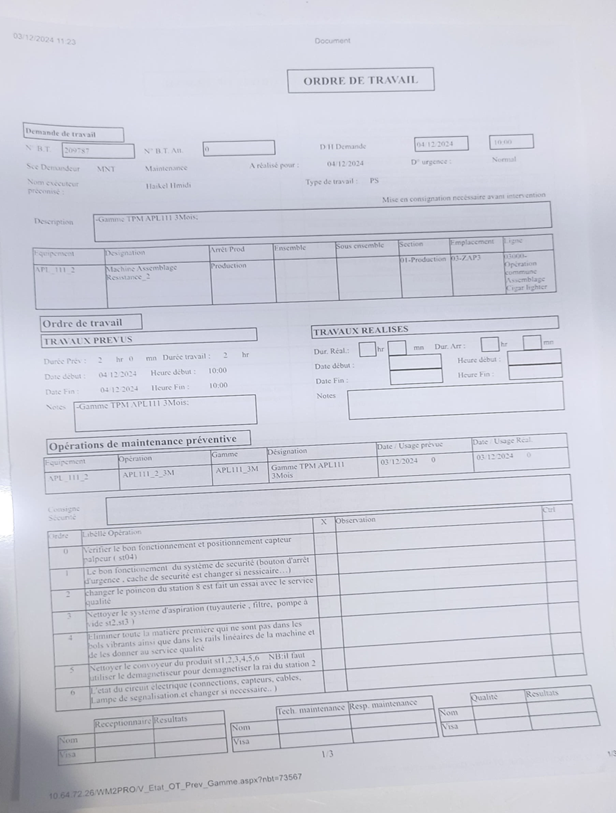 03/12/2024 11:23
Document
ORDRE DE TRAVAIL
Demande de travail
N° B.T. 209787 N° B.T. An. 0 D H Demande 04/12/2024 10:00
Sce Demandeur MNT Maintenance A réalisé pour : 04/12/2024 D° urgence : Normal
Nom exécuteur préconisé : Haikel Hmidi Type de travail : PS
Mise en consignation nécessaire avant intervention
Description -Gamme TPM APL111 3Mois;
Equipement Designation Arrêt/Prod Ensemble Sous ensemble Section Emplacement Ligne
APL_111_2 Machine Assemblage Resistance_2 Production 01-Production 03-ZAP3 Opération commune Assemblage Cigar lighter
Ordre de travail
TRAVAUX PREVUS
Durée Prév : 2 hr 0 mn Durée travail : 2 hr
Date début : 04/12/2024 Heure début : 10:00
Date Fin : 04/12/2024 Heure Fin : 10:00
Notes -Gamme TPM APL111 3Mois;
TRAVAUX REALISES
Dur. Réal.: hr mn Dur. Arr : hr mn
Date début : Heure début :
Date Fin : Heure Fin :
Notes
Opérations de maintenance préventive
Equipement Opération Gamme Désignation Date / Usage prévue Date / Usage Réal.
APL_111_2 APL111_2_3M APL111_3M Gamme TPM APL111 3Mois 03/12/2024 0 03/12/2024 0
Consigne Sécurité
Ordre Libellé Opération X Observation Ctrl
0 Verifier le bon fonctionnement et positionnement capteur
palpeur ( st04)
1 Le bon fonctionement du système de securité (bouton d'arrêt
d'urgence , cache de securité est changer si nessicaire…)
2 changer le poincon du station 8 est fait un essai avec le service
qualité
3 Nettoyer le systeme d'aspiration (tuyauterie , filtre, pompe à
vide st2,st3 )
4 Eliminer toute la matière première qui ne sont pas dans les
bols vibrants ainsi que dans les rails linéaires de la machine et
de les donner au service qualité
5 Nettoyer le convoyeur du produit st1,2,3,4,5,6 NB:il faut
utiliser le demagnetiseur pour demagnetiser la rai du station 2
6 L'etat du circuit electrique (connections, capteurs, cables,
Lampe de segnalisation et changer si necessaire.. )
Receptionnaire Résultats
Nom
Visa
Tech. maintenance Resp. maintenance
Nom
Visa
Qualité Résultats
Nom
Visa
1/3
10.64.72.26/WM2PRO/V_Etat_OT_Prev_Gamme.aspx?nbt=73567